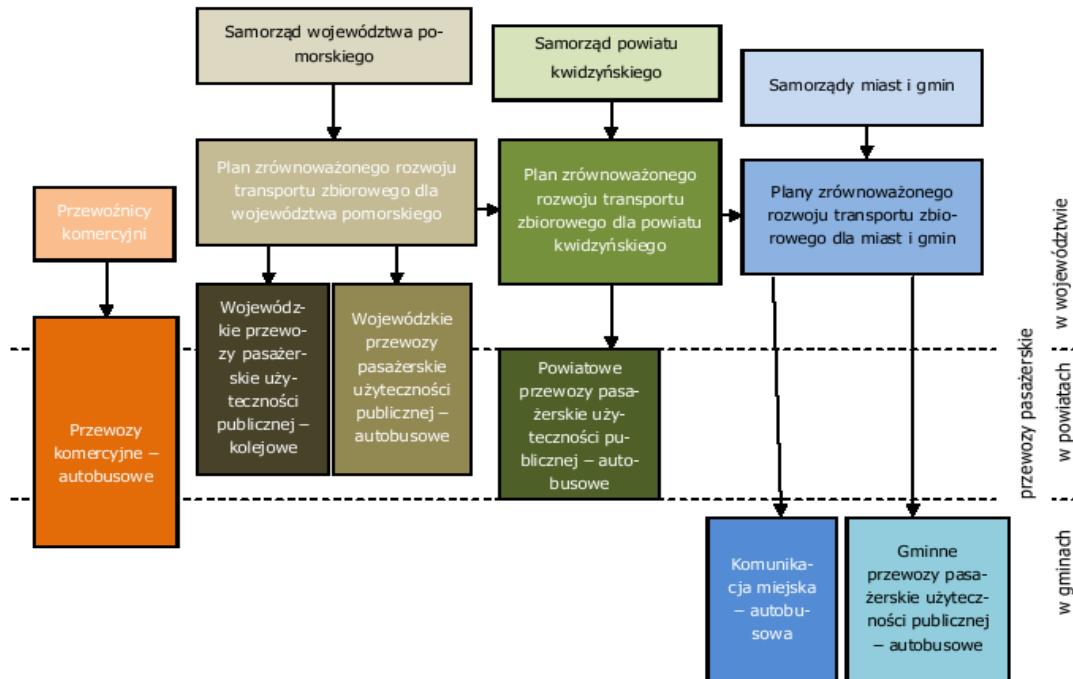 Samorząd województwa po-
morskiego
Samorząd powiatu
kwidzyńskiego
Samorządy miast i gmin
Przewoźnicy
komercyjni
Plan zrównoważonego rozwoju
transportu zbiorowego dla
województwa pomorskiego
Plan zrównoważonego
rozwoju transportu
zbiorowego dla powiatu
kwidzyńskiego
Plany zrównoważonego
rozwoju transportu zbio-
rowego dla miast i gmin
Przewozy
komercyjne –
autobusowe
Wojewódz-
kie przewo-
zy pasażer-
skie uży-
teczności
publicznej –
kolejowe
Wojewódzkie
przewozy
pasażerskie
użyteczności
publicznej –
autobusowe
Powiatowe
przewozy pasa-
żerskie uży-
teczności pu-
blicznej – auto-
busowe
Komunika-
cja miejska
– autobu-
sowa
Gminne
przewozy pasa-
żerskie użytecz-
ności publicznej
– autobusowe
przewozy pasażerskie
w województwie
w powiatach
w gminach